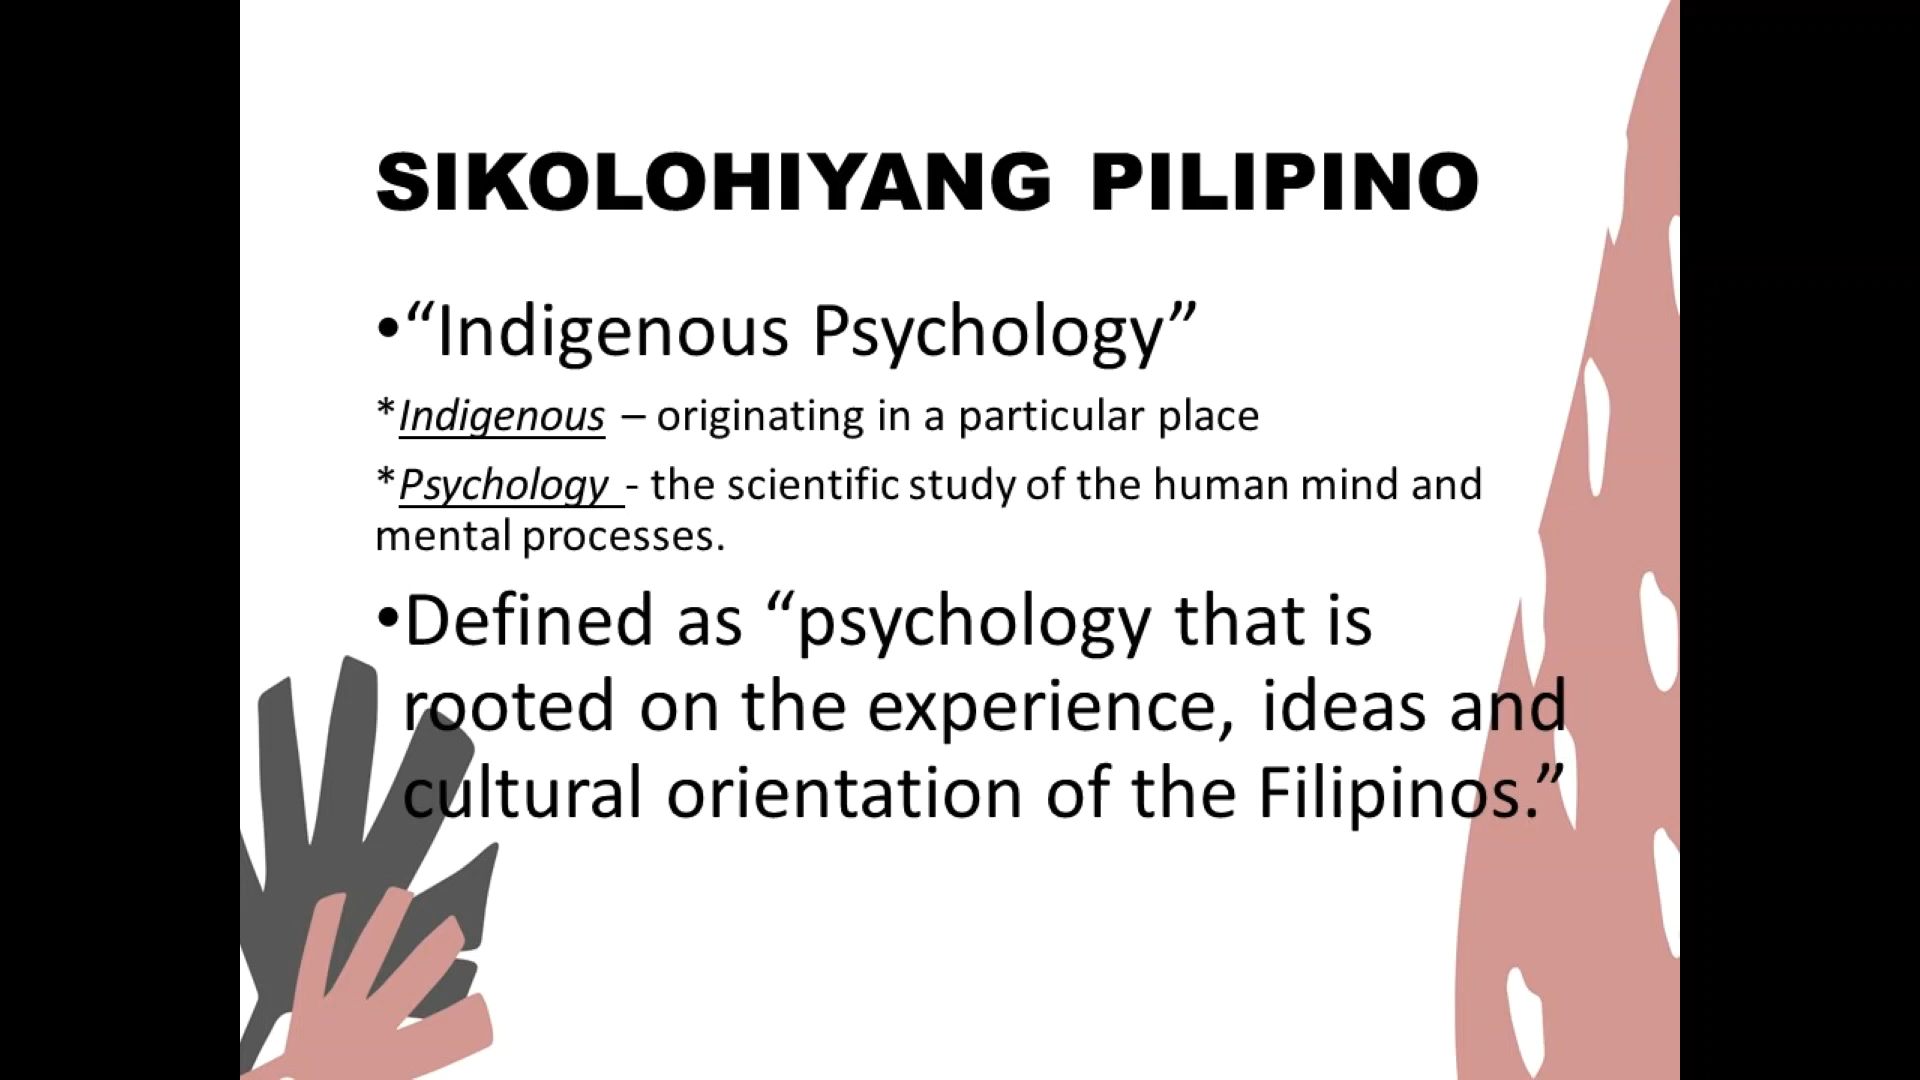 SIKOLOHIYANG PILIPINO
•“Indigenous Psychology”
*Indigenous – originating in a particular place
*Psychology - the scientific study of the human mind and
mental processes.
•Defined as “psychology that is
rooted on the experience, ideas and
cultural orientation of the Filipinos.”